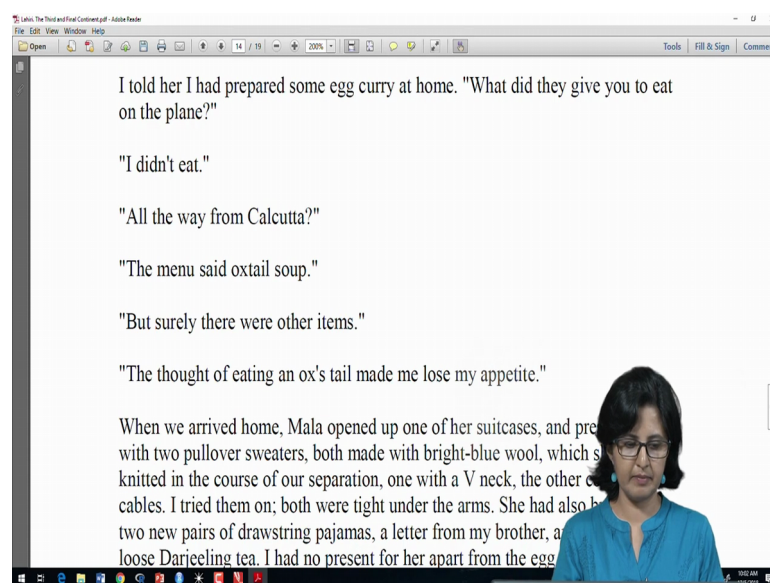 Lahiri. The Third and Final Continent.pdf - Adobe Reader
File Edit View Window Help
Open 14 / 19 200% Tools Fill & Sign Comme
I told her I had prepared some egg curry at home. "What did they give you to eat
on the plane?"
"I didn't eat."
"All the way from Calcutta?"
"The menu said oxtail soup."
"But surely there were other items."
"The thought of eating an ox's tail made me lose my appetite."
When we arrived home, Mala opened up one of her suitcases, and pre
with two pullover sweaters, both made with bright-blue wool, which s
knitted in the course of our separation, one with a V neck, the other c
cables. I tried them on; both were tight under the arms. She had also b
two new pairs of drawstring pajamas, a letter from my brother, a
loose Darjeeling tea. I had no present for her apart from the egg
10:02 AM